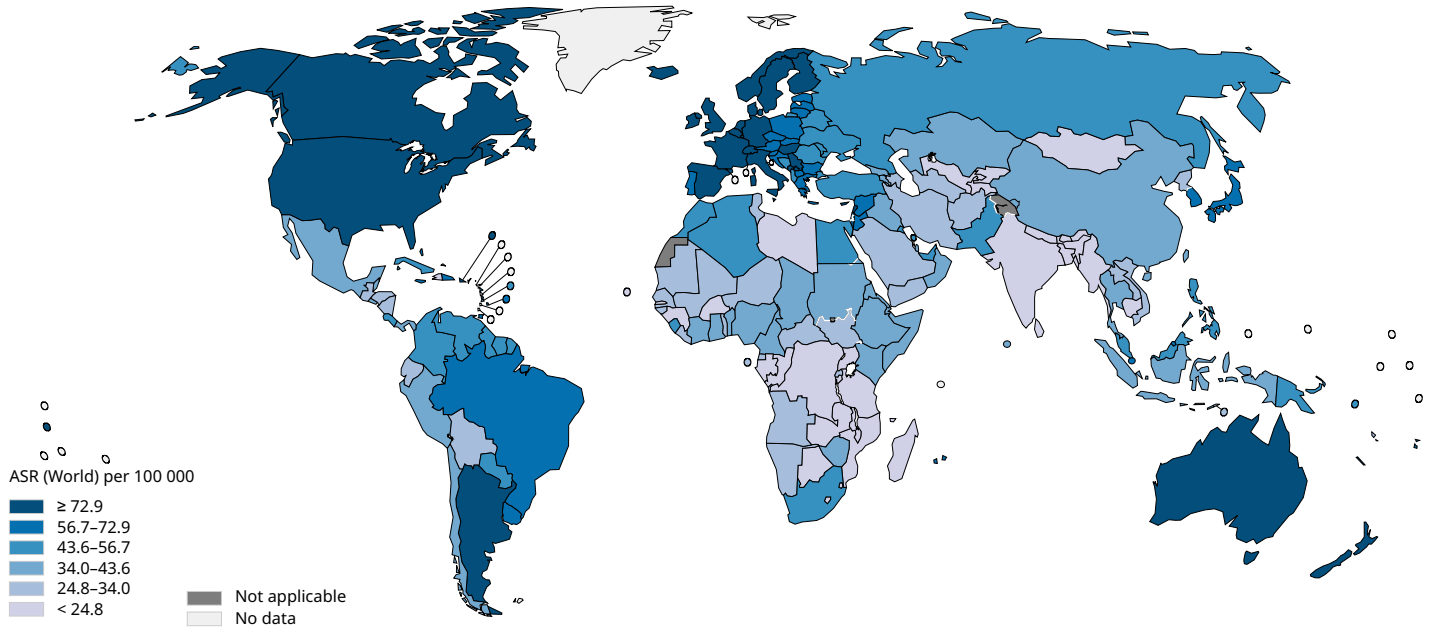 ASR (World) per 100 000
≥ 72.9
56.7–72.9
43.6–56.7
34.0–43.6
24.8–34.0
< 24.8
Not applicable
No data